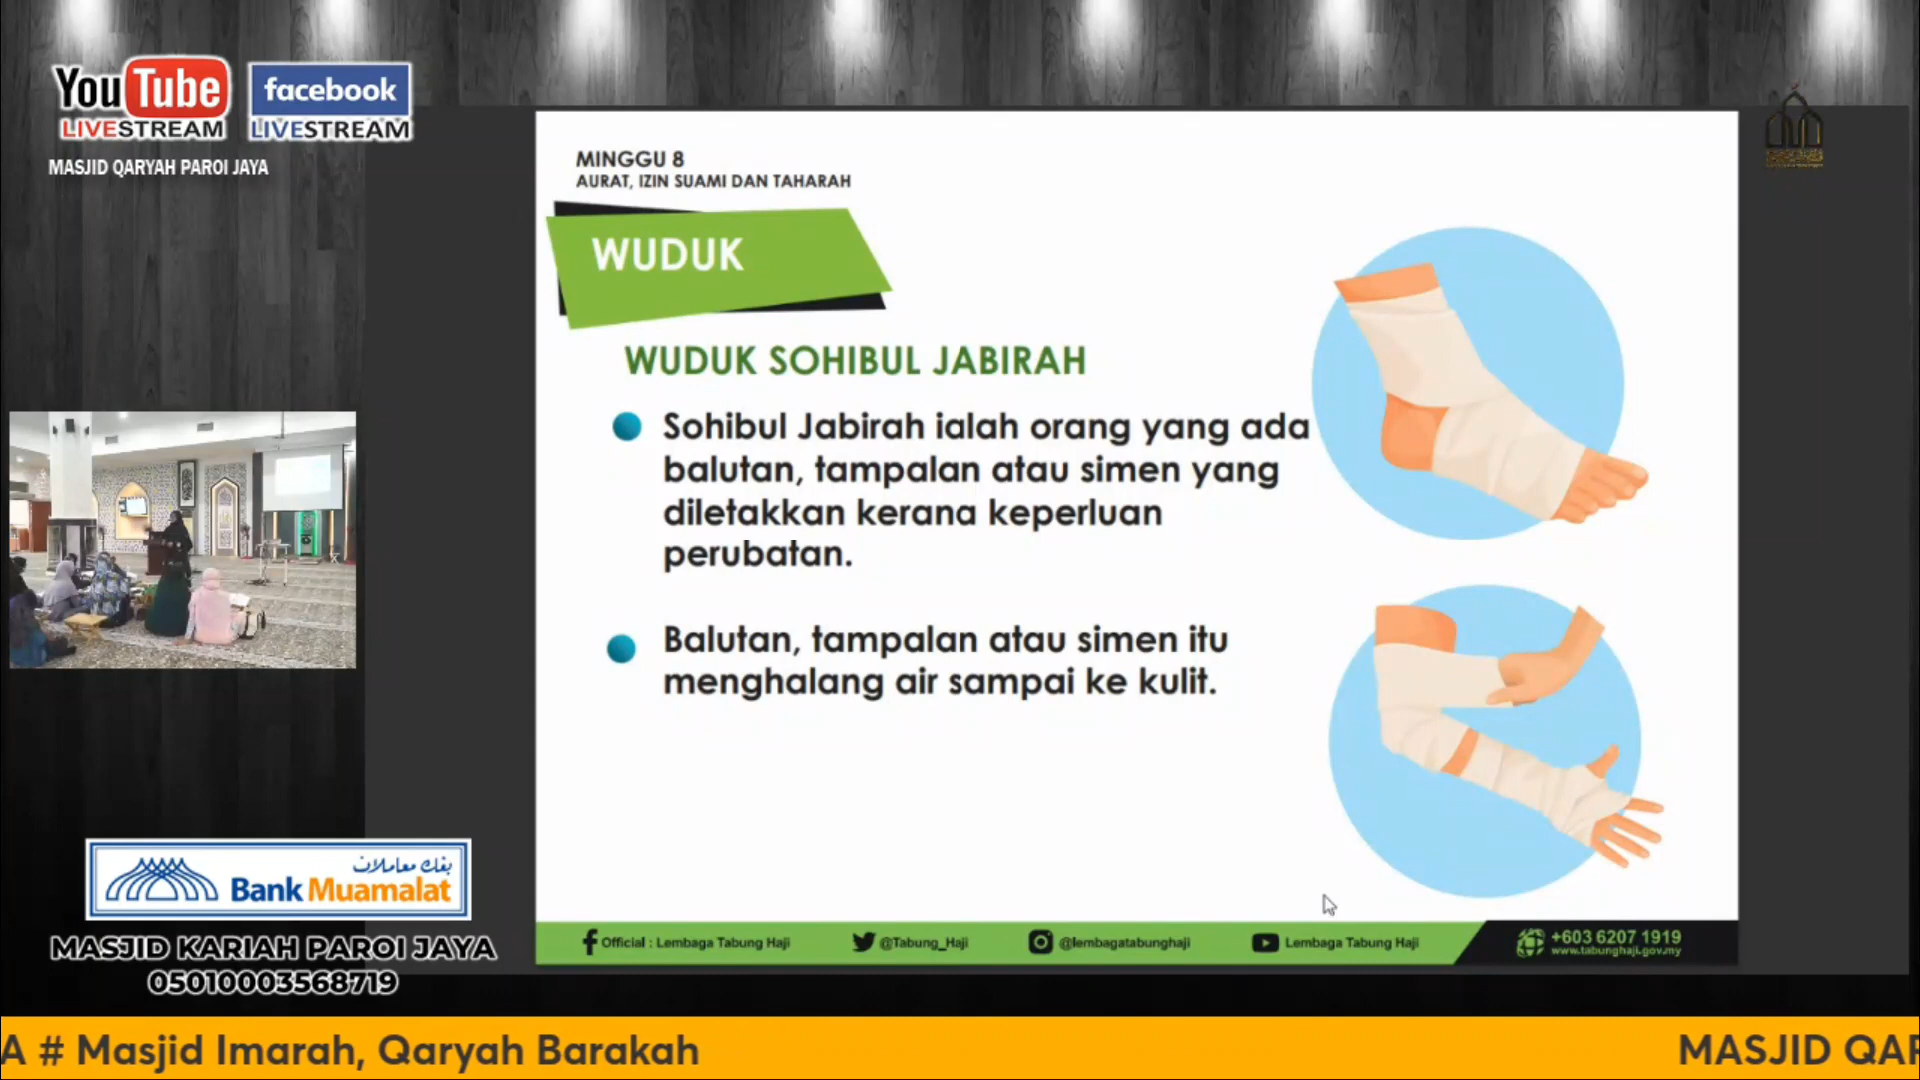 YouTube
LIVESTREAM
facebook
LIVESTREAM
MASJID QARYAH PAROI JAYA
MINGGU 8
AURAT, IZIN SUAMI DAN TAHARAH
WUDUK
WUDUK SOHIBUL JABIRAH
Sohibul Jabirah ialah orang yang ada
balutan, tampalan atau simen yang
diletakkan kerana keperluan
perubatan.
Balutan, tampalan atau simen itu
menghalang air sampai ke kulit.
بنك معاملات
Bank Muamalat
MASJID KARIAH PAROI JAYA
05010003568719
Official : Lembaga Tabung Haji
@Tabung_Haji
@lembagatabunghaji
Lembaga Tabung Haji
+603 6207 1919
www.tabunghaji.gov.my
A # Masjid Imarah, Qaryah Barakah
MASJID QAR